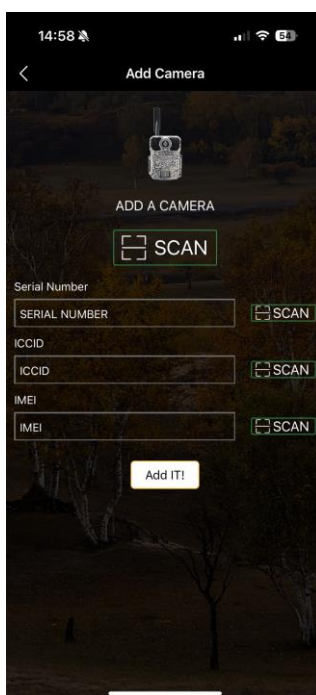 14:58
54
Add Camera
ADD A CAMERA
SCAN
Serial Number
SERIAL NUMBER
SCAN
ICCID
ICCID
SCAN
IMEI
IMEI
SCAN
Add IT!